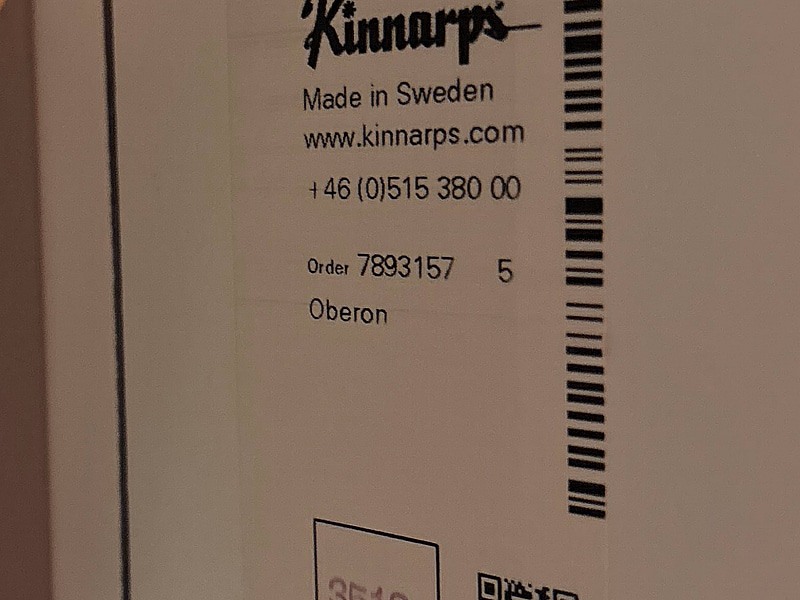 Kinnarps
Made in Sweden
www.kinnarps.com
+46 (0)515 380 00
Order 7893157 5
Oberon